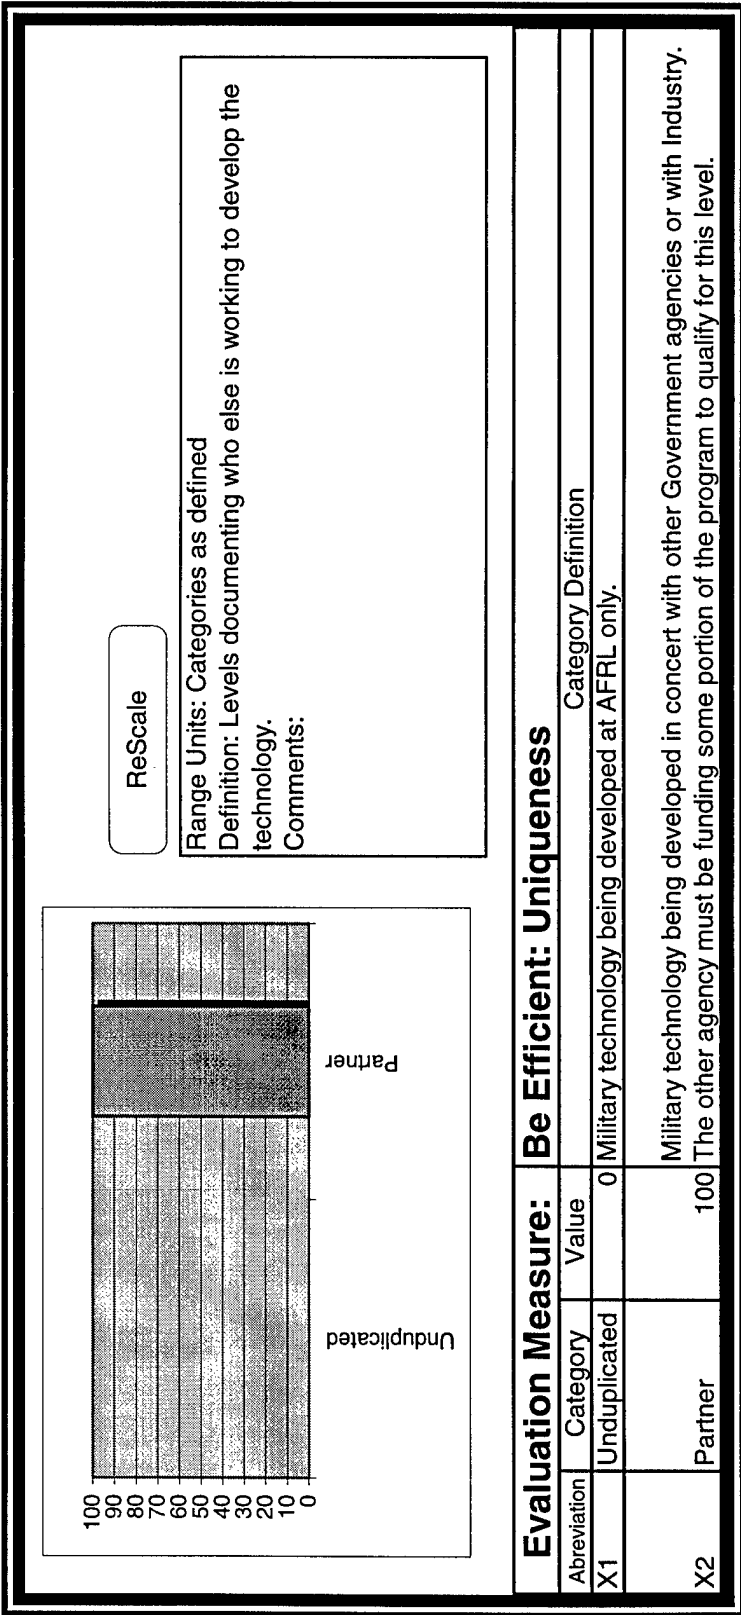 100
90
80
70
60
50
40
30
20
10
0
Unduplicated
Partner
ReScale
Range Units: Categories as defined
Definition: Levels documenting who else is working to develop the
technology.
Comments:
Evaluation Measure: Be Efficient: Uniqueness
Abreviation Category Value Category Definition
X1 Unduplicated 0 Military technology being developed at AFRL only.
Military technology being developed in concert with other Government agencies or with Industry.
X2 Partner 100 The other agency must be funding some portion of the program to qualify for this level.